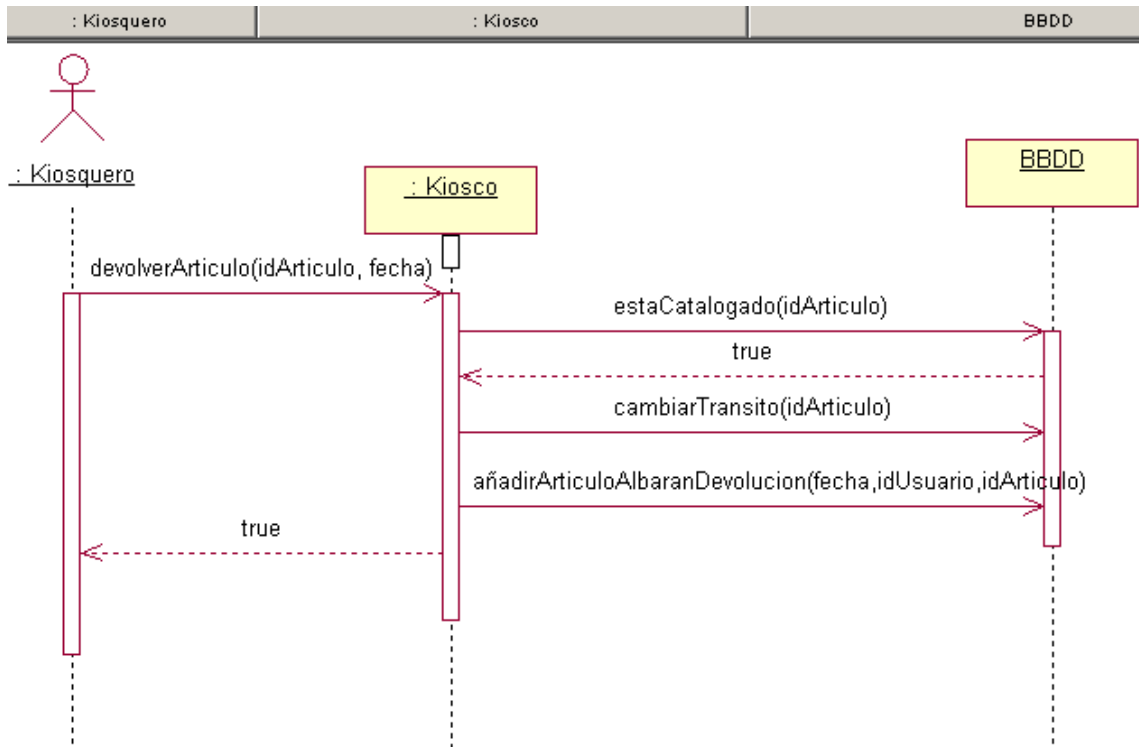 : Kiosquero
: Kiosco
BBDD
: Kiosquero
: Kiosco
BBDD
devolverArticulo(idArticulo, fecha)
estaCatalogado(idArticulo)
true
cambiarTransito(idArticulo)
añadirArticuloAlbaranDevolucion(fecha,idUsuario,idArticulo)
true